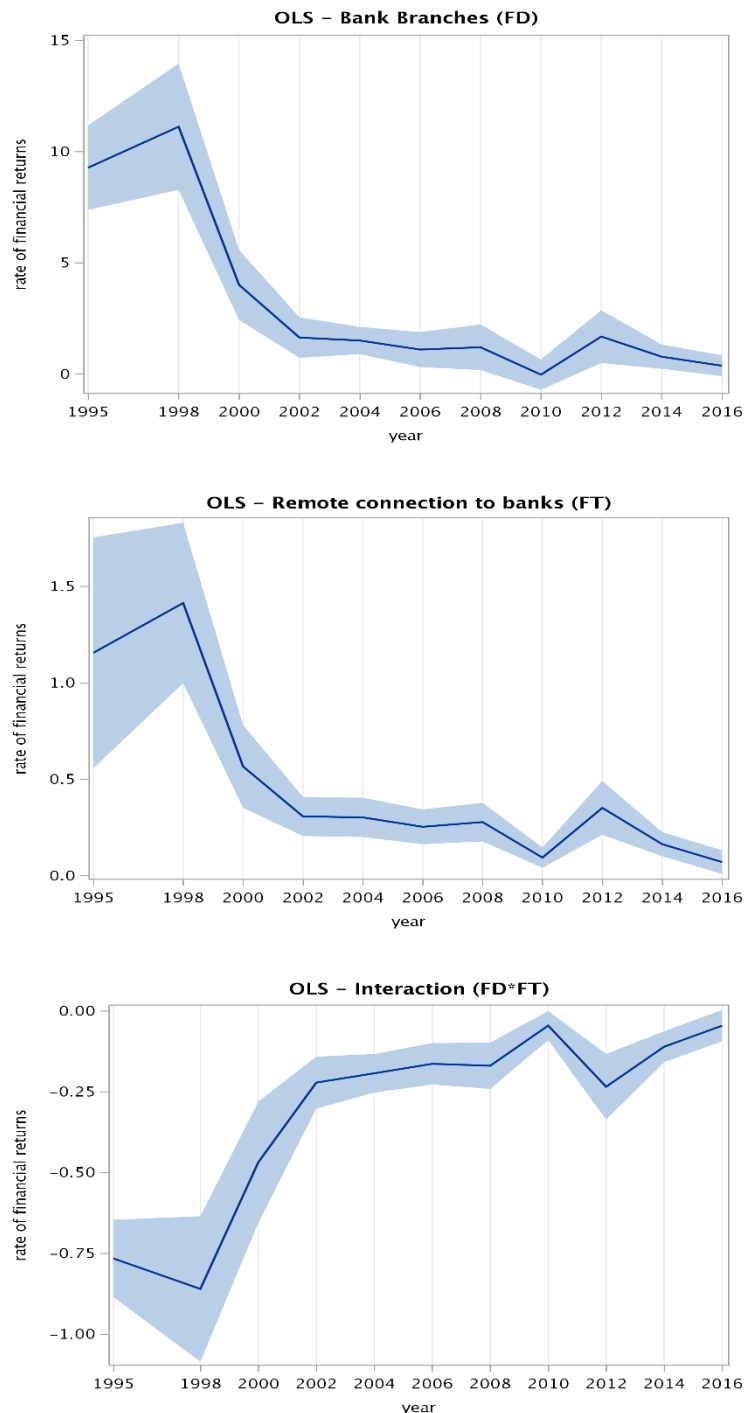 OLS – Bank Branches (FD)
15
10
5
0
rate of financial returns
1995 1998 2000 2002 2004 2006 2008 2010 2012 2014 2016
year
OLS – Remote connection to banks (FT)
1.5
1.0
0.5
0.0
rate of financial returns
1995 1998 2000 2002 2004 2006 2008 2010 2012 2014 2016
year
OLS – Interaction (FD*FT)
0.00
−0.25
−0.50
−0.75
−1.00
rate of financial returns
1995 1998 2000 2002 2004 2006 2008 2010 2012 2014 2016
year